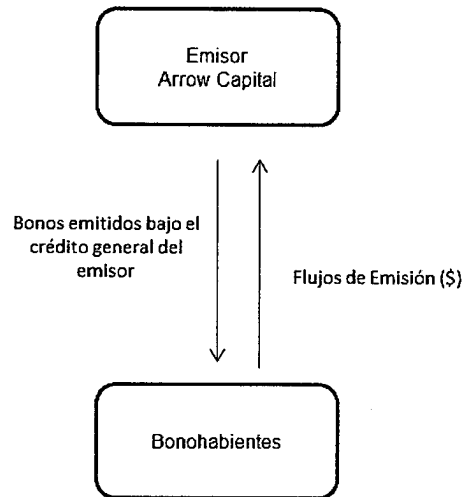 Emisor
Arrow Capital
Bonos emitidos bajo el
crédito general del
emisor
Flujos de Emisión ($)
Bonohabientes